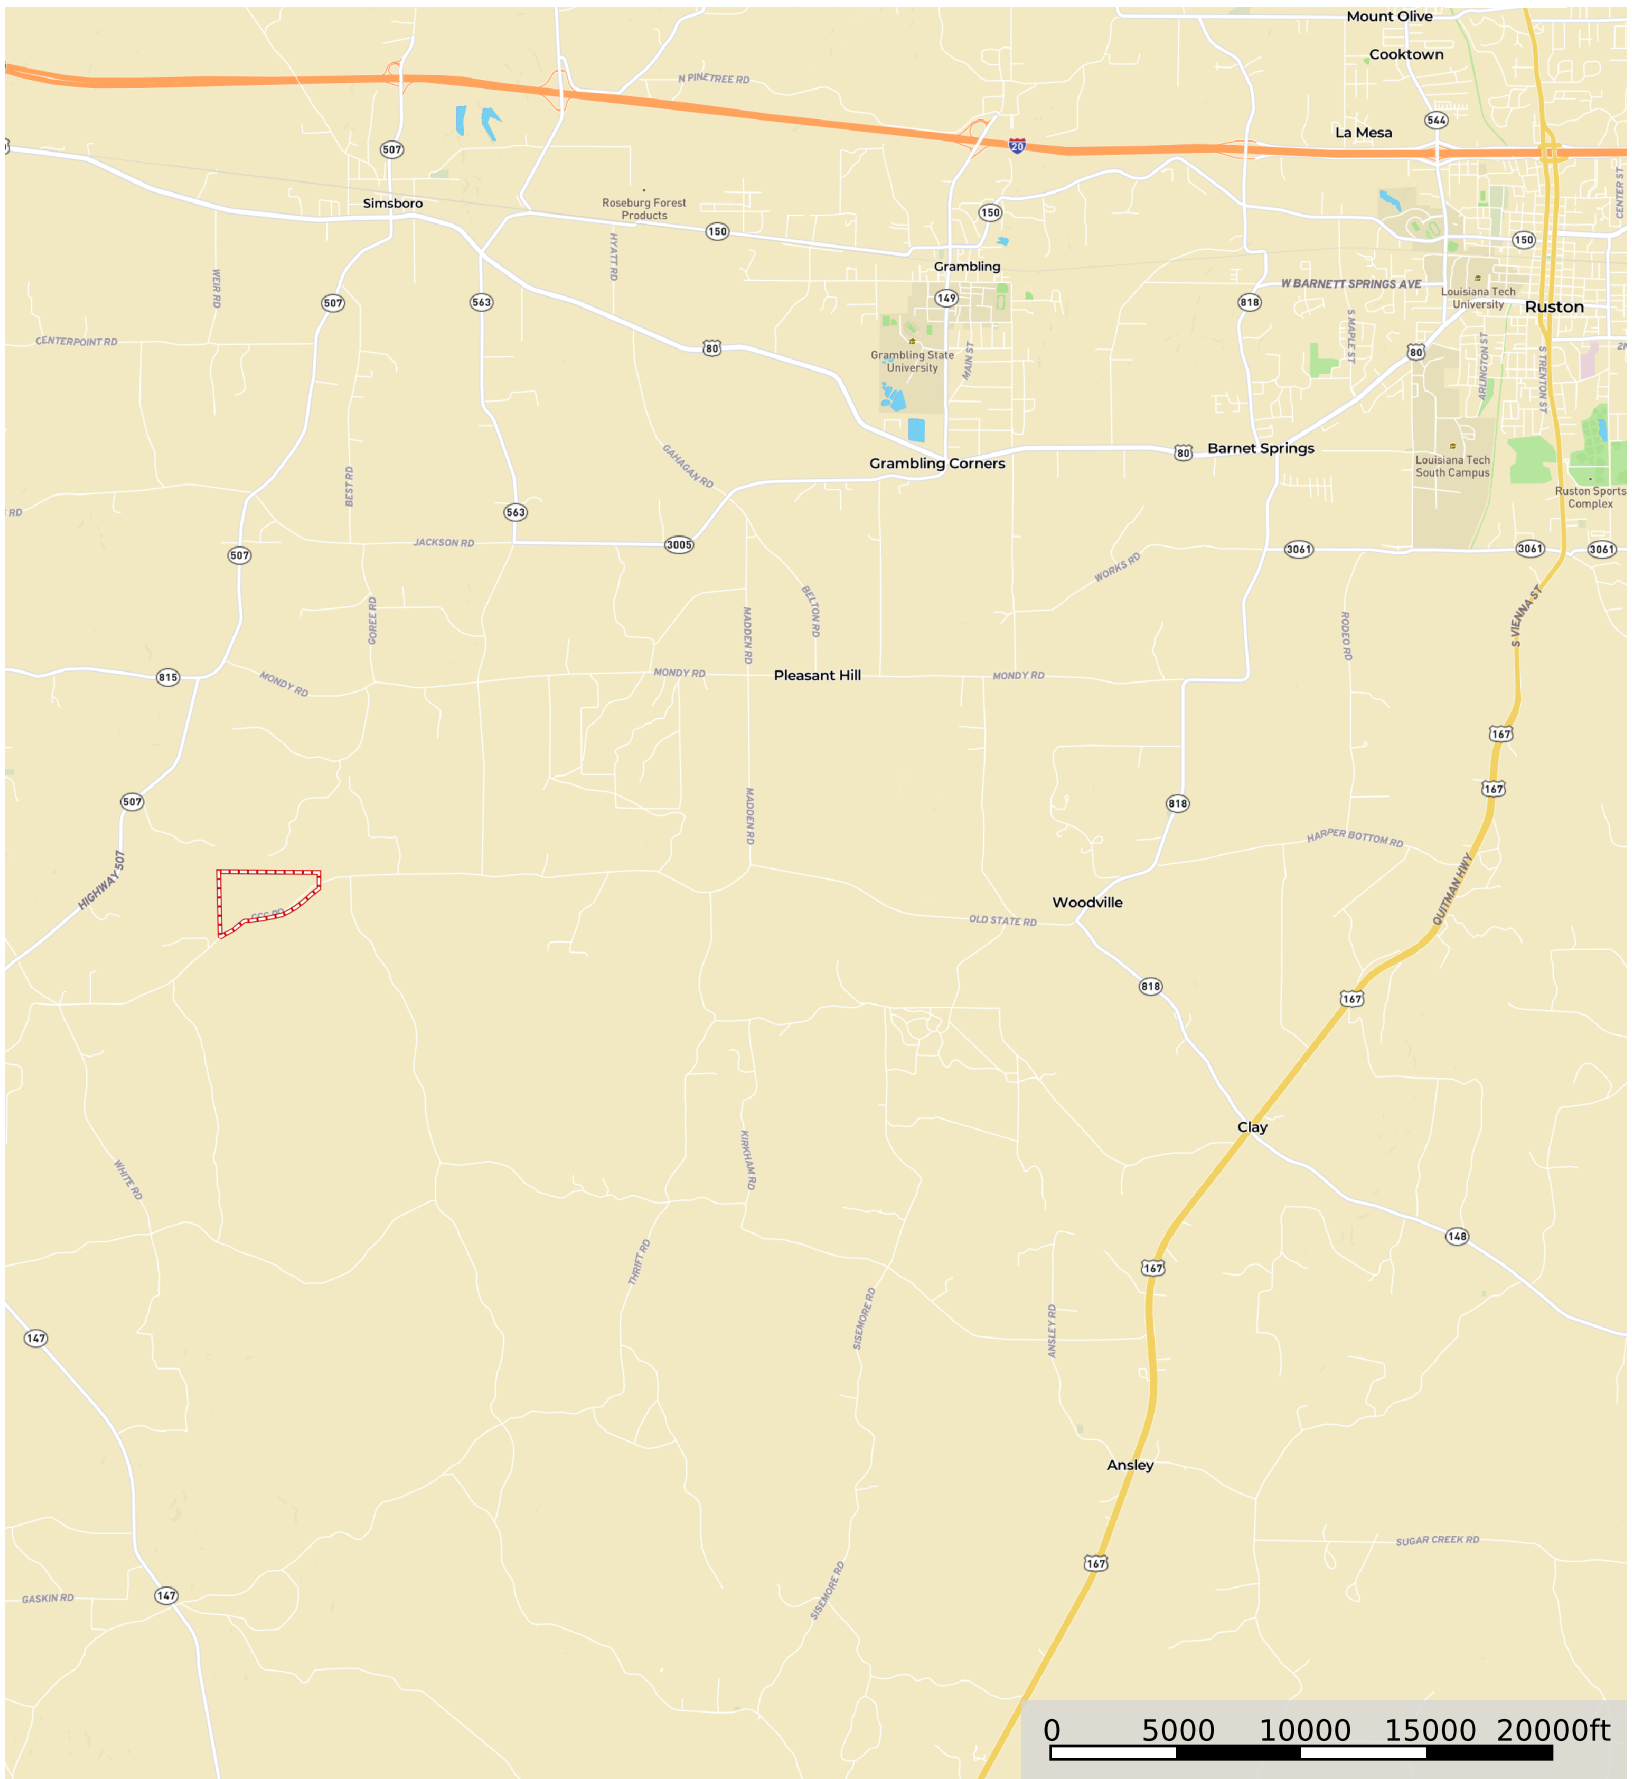 Mount Olive
Cooktown
N PINETREE RD
544
La Mesa
20
507
CENTER ST
Simsboro
Roseburg Forest
Products
150
150
150
HYATT RD
Grambling
WEIR RD
W BARNETT SPRINGS AVE
Louisiana Tech
University
507
563
149
818
Ruston
S MAPLE ST
CENTERPOINT RD
80
Grambling State
University
MAIN ST
80
ARLINGTON ST
S TRENTON ST
Grambling Corners
80
Barnet Springs
GAHAGAN RD
BEST RD
Louisiana Tech
South Campus
Ruston Sports
Complex
RD
563
507
JACKSON RD
3005
3061
3061
3061
WORKS RD
BELTON RD
GOREE RD
MADDEN RD
RODEO RD
S VIENNA ST
815
MONDY RD
MONDY RD
Pleasant Hill
MONDY RD
167
167
507
MADDEN RD
818
HARPER BOTTOM RD
HIGHWAY 507
QUITMAN HWY
Woodville
OLD STATE RD
818
167
Clay
KIRKHAM RD
WHITE RD
148
THRIFT RD
167
SISEMORE RD
ANSLEY RD
147
Ansley
SUGAR CREEK RD
167
SISEMORE RD
GASKIN RD
147
0 5000 10000 15000 20000ft